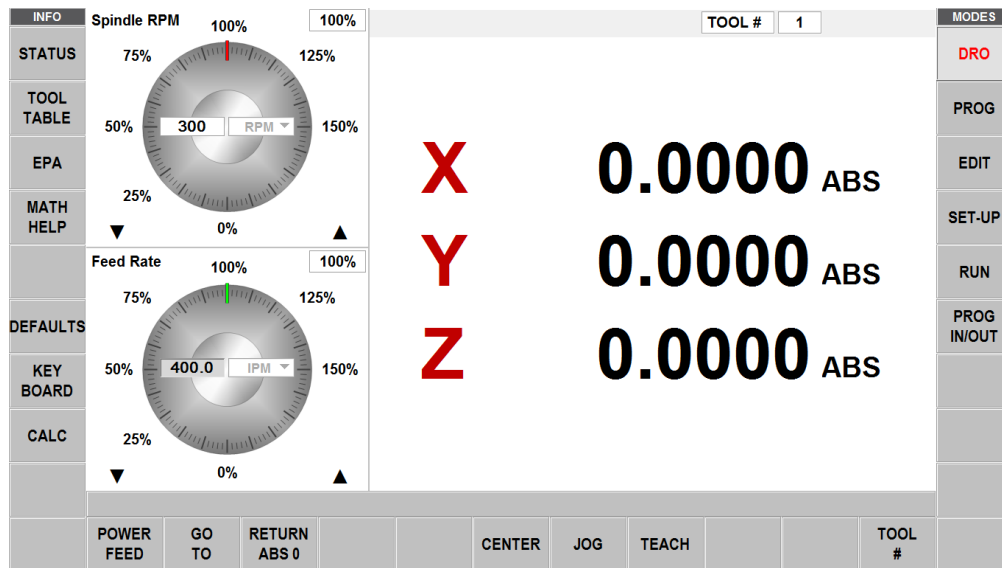 INFO
STATUS
TOOL
TABLE
EPA
MATH
HELP
DEFAULTS
KEY
BOARD
CALC
Spindle RPM
100%
100%
75%
125%
50%
300
RPM
150%
25%
0%
▼
▲
Feed Rate
100%
100%
75%
125%
50%
400.0
IPM
150%
25%
0%
▼
▲
TOOL # 1
X 0.0000 ABS
Y 0.0000 ABS
Z 0.0000 ABS
MODES
DRO
PROG
EDIT
SET-UP
RUN
PROG
IN/OUT
POWER
FEED
GO
TO
RETURN
ABS 0
CENTER
JOG
TEACH
TOOL
#